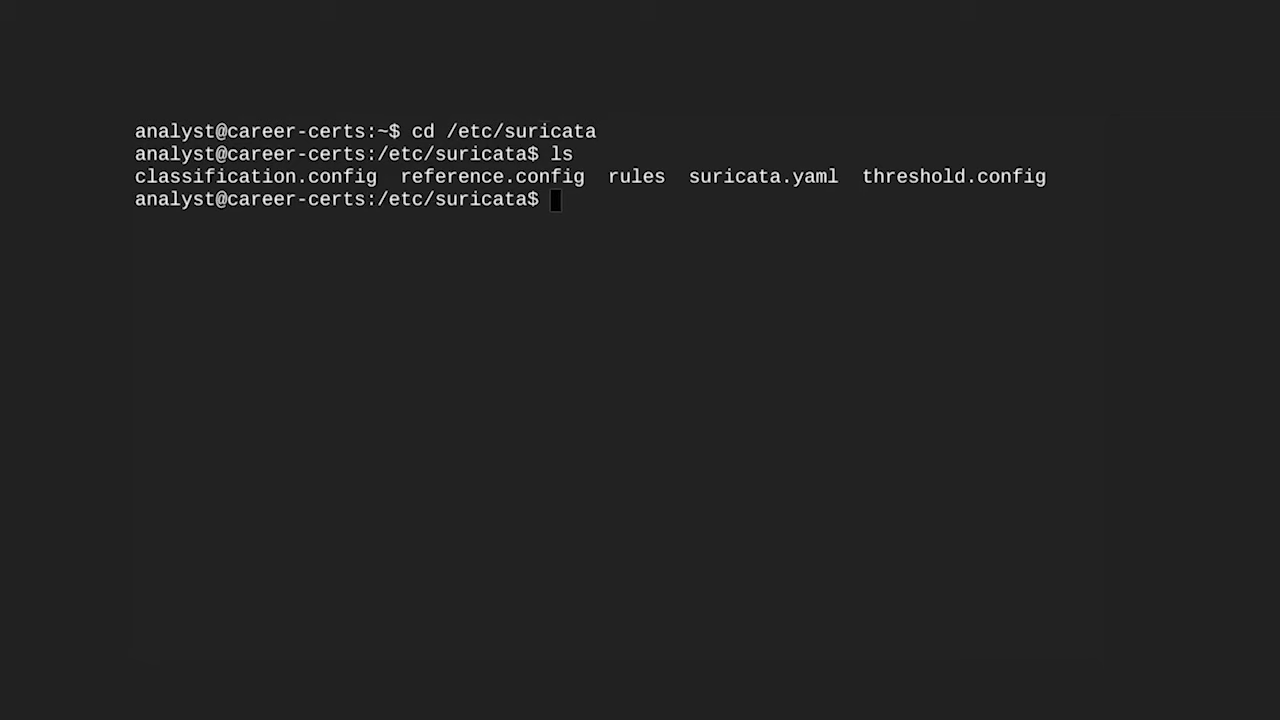 analyst@career-certs:~$ cd /etc/suricata
analyst@career-certs:/etc/suricata$ ls
classification.config  reference.config  rules  suricata.yaml  threshold.config
analyst@career-certs:/etc/suricata$